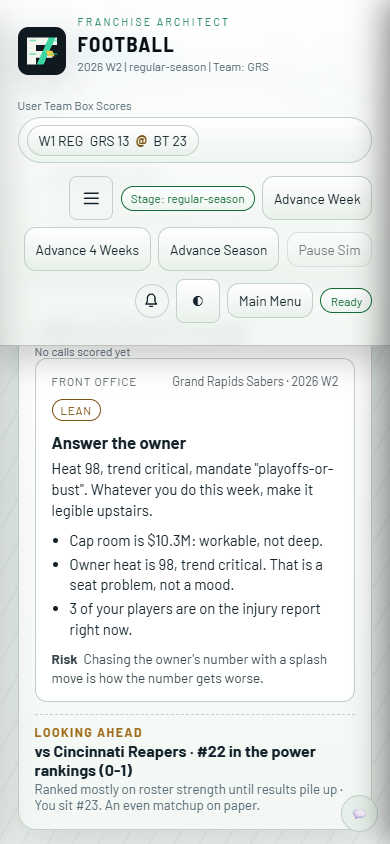 FRANCHISE ARCHITECT
FOOTBALL
2026 W2 | regular-season | Team: GRS
User Team Box Scores
W1 REG GRS 13 @ BT 23
Stage: regular-season
Advance Week
Advance 4 Weeks
Advance Season
Pause Sim
Main Menu
Ready
No calls scored yet
FRONT OFFICE
Grand Rapids Sabers · 2026 W2
LEAN
Answer the owner
Heat 98, trend critical, mandate "playoffs-or-
bust". Whatever you do this week, make it
legible upstairs.
• Cap room is $10.3M: workable, not deep.
• Owner heat is 98, trend critical. That is a
seat problem, not a mood.
• 3 of your players are on the injury report
right now.
Risk Chasing the owner's number with a splash
move is how the number gets worse.
LOOKING AHEAD
vs Cincinnati Reapers · #22 in the power
rankings (0-1)
Ranked mostly on roster strength until results pile up ·
You sit #23. An even matchup on paper.